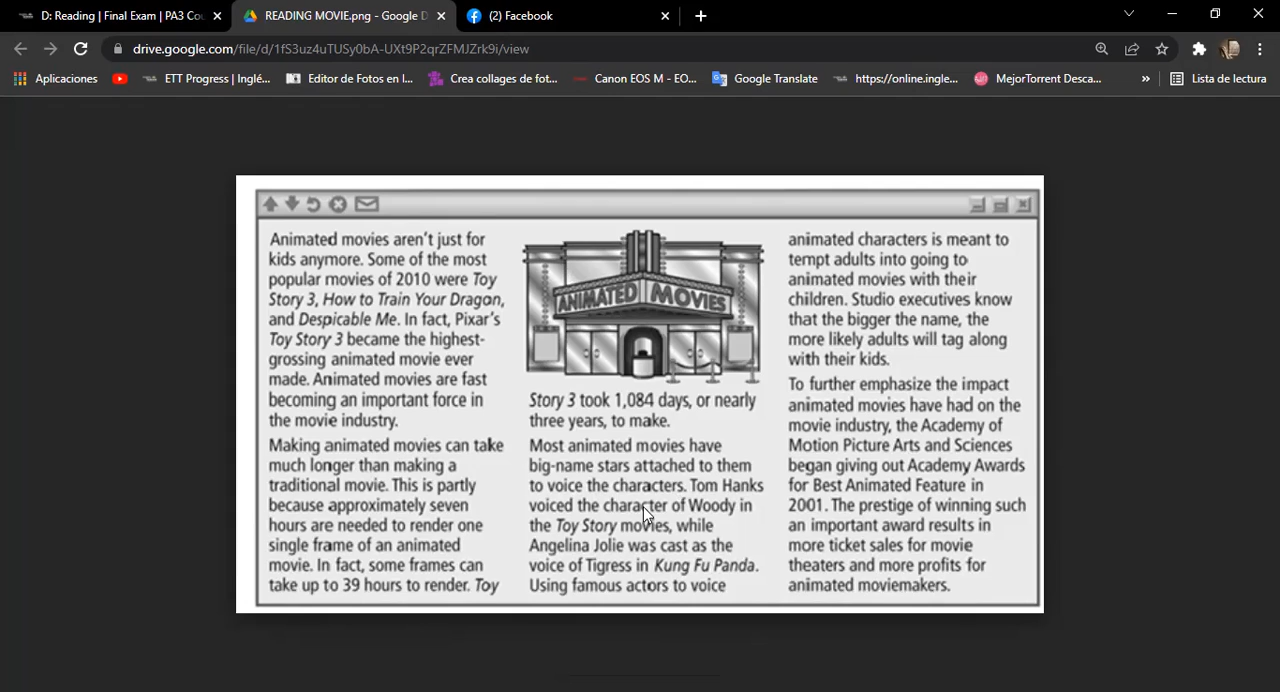 D: Reading | Final Exam | PA3 Cou
READING MOVIE.png - Google D
(2) Facebook
drive.google.com/file/d/1fS3uz4uTUSy0bA-UXt9P2qrZFMJZrk9i/view
Aplicaciones
ETT Progress | Inglé...
Editor de Fotos en l...
Crea collages de fot...
Canon EOS M - EO...
Google Translate
https://online.ingle...
MejorTorrent Desca...
»
Lista de lectura
Animated movies aren't just for
kids anymore. Some of the most
popular movies of 2010 were Toy
Story 3, How to Train Your Dragon,
and Despicable Me. In fact, Pixar's
Toy Story 3 became the highest-
grossing animated movie ever
made. Animated movies are fast
becoming an important force in
the movie industry.
Making animated movies can take
much longer than making a
traditional movie. This is partly
because approximately seven
hours are needed to render one
single frame of an animated
movie. In fact, some frames can
take up to 39 hours to render. Toy
ANIMATED MOVIES
Story 3 took 1,084 days, or nearly
three years, to make.
Most animated movies have
big-name stars attached to them
to voice the characters. Tom Hanks
voiced the character of Woody in
the Toy Story movies, while
Angelina Jolie was cast as the
voice of Tigress in Kung Fu Panda.
Using famous actors to voice
animated characters is meant to
tempt adults into going to
animated movies with their
children. Studio executives know
that the bigger the name, the
more likely adults will tag along
with their kids.
To further emphasize the impact
animated movies have had on the
movie industry, the Academy of
Motion Picture Arts and Sciences
began giving out Academy Awards
for Best Animated Feature in
2001. The prestige of winning such
an important award results in
more ticket sales for movie
theaters and more profits for
animated moviemakers.